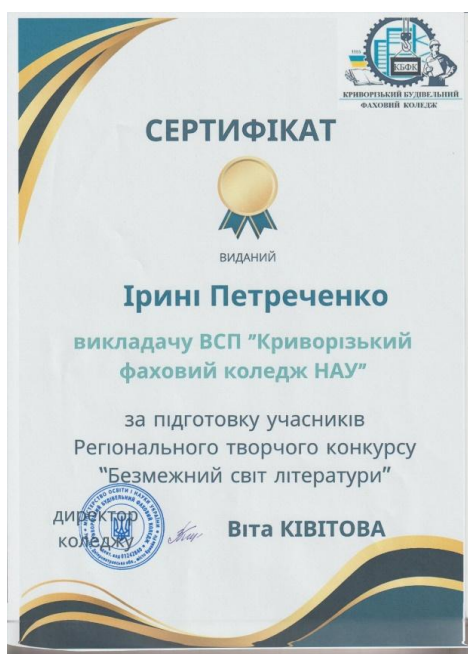 КБФК
КРИВОРІЗЬКИЙ БУДІВЕЛЬНИЙ
ФАХОВИЙ КОЛЕДЖ
СЕРТИФІКАТ
ВИДАНИЙ
Ірині Петреченко
викладачу ВСП "Криворізький
фаховий коледж НАУ"
за підготовку учасників
Регіонального творчого конкурсу
"Безмежний світ літератури"
директор
коледжу
Віта КІВІТОВА